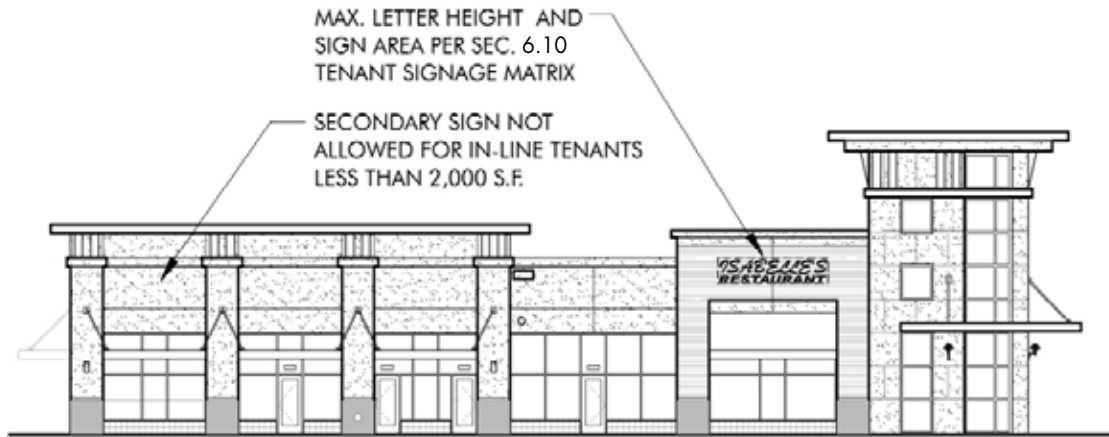 MAX. LETTER HEIGHT AND
SIGN AREA PER SEC. 6.10
TENANT SIGNAGE MATRIX
SECONDARY SIGN NOT
ALLOWED FOR IN-LINE TENANTS
LESS THAN 2,000 S.F.
ISABELLE'S
RESTAURANT